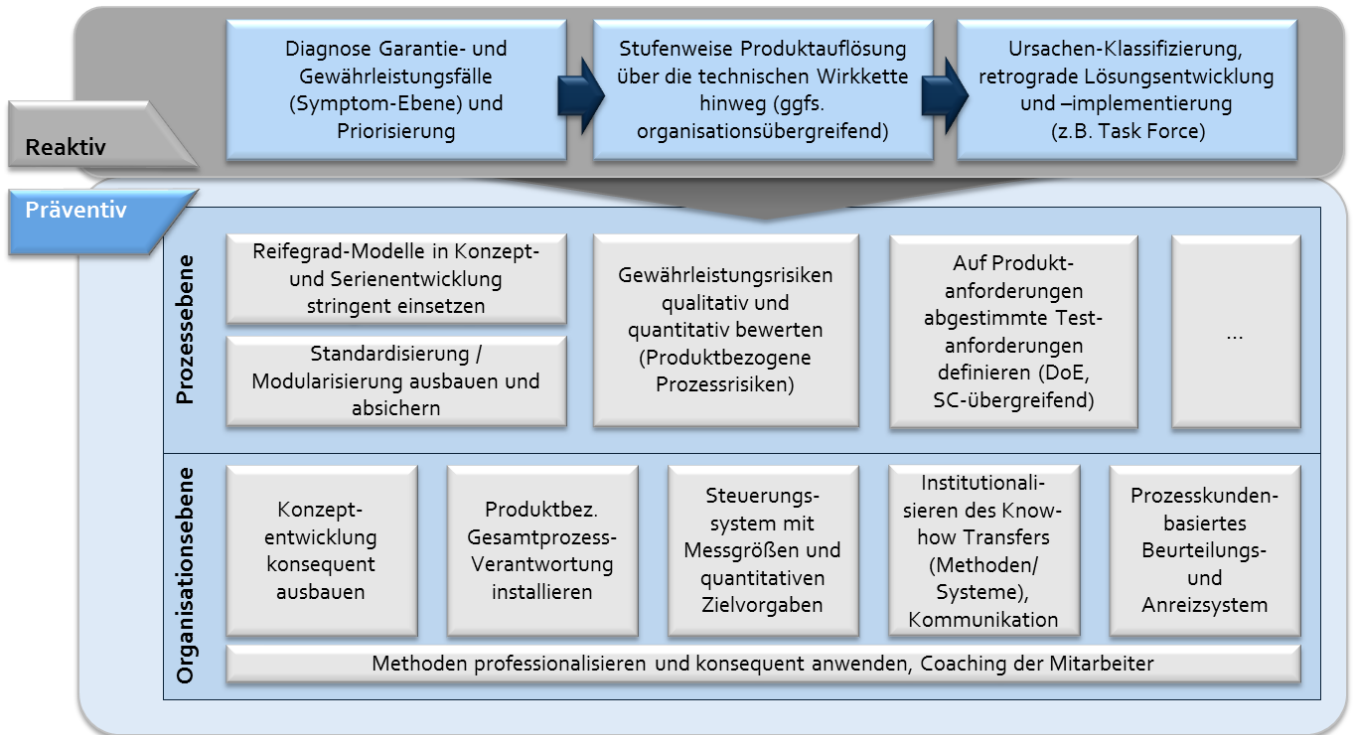 Diagnose Garantie- und
Gewährleistungsfälle
(Symptom-Ebene) und
Priorisierung
Stufenweise Produktauflösung
über die technischen Wirkkette
hinweg (ggfs.
organisationsübergreifend)
Ursachen-Klassifizierung,
retrograde Lösungsentwicklung
und –implementierung
(z.B. Task Force)
Reaktiv
Präventiv
Prozessebene
Reifegrad-Modelle in Konzept-
und Serienentwicklung
stringent einsetzen
Standardisierung /
Modularisierung ausbauen und
absichern
Gewährleistungsrisiken
qualitativ und
quantitativ bewerten
(Produktbezogene
Prozessrisiken)
Auf Produkt-
anforderungen
abgestimmte Test-
anforderungen
definieren (DoE,
SC-übergreifend)
...
Organisationsebene
Konzept-
entwicklung
konsequent
ausbauen
Produktbez.
Gesamtprozess-
Verantwortung
installieren
Steuerungs-
system mit
Messgrößen und
quantitativen
Zielvorgaben
Institutionali-
sieren des Know-
how Transfers
(Methoden/
Systeme),
Kommunikation
Prozesskunden-
basiertes
Beurteilungs-
und
Anreizsystem
Methoden professionalisieren und konsequent anwenden, Coaching der Mitarbeiter